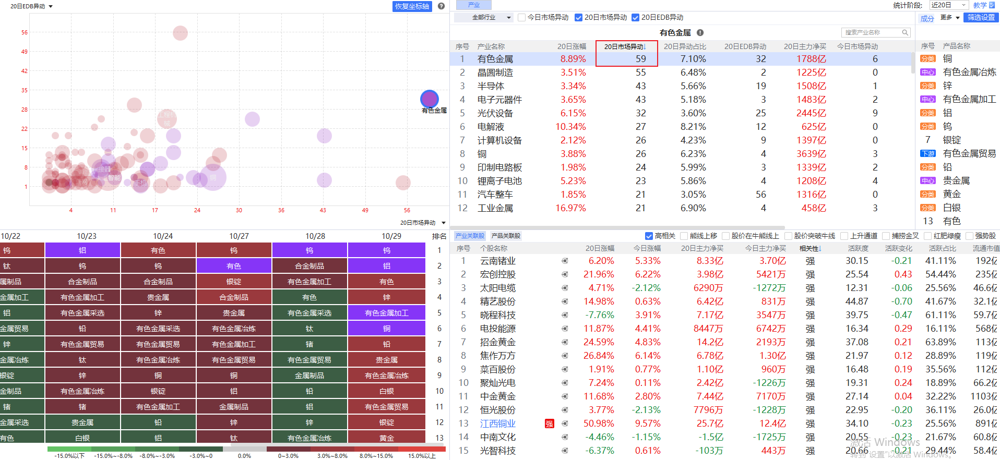 20日EDB异动
恢复坐标轴
56
49
42
35
28
22
15
8
1
有色金属
工程机械
连接器
智能
手机
铜
4 11 17 24 30 36 43 49 56
20日市场异动
产业
统计阶段: 近20日 教学
全部行业 今日市场异动 20日市场异动 20日EDB异动
成分 更多 筛选设置
有色金属
搜索产业名称
序号 产业名称 20日涨幅 20日市场异动↓ 20日异动占比 20日EDB异动 20日主力净买 今日市场异动
1 有色金属 8.89% 59 7.10% 32 1788亿 6
2 晶圆制造 3.51% 55 6.48% 2 1225亿 0
3 半导体 3.34% 43 5.66% 19 1508亿 1
4 电子元器件 3.65% 43 5.18% 3 1483亿 2
5 光伏设备 6.15% 32 3.60% 25 2445亿 9
6 电解液 10.34% 27 8.21% 12 625亿 0
7 计算机设备 2.12% 26 4.23% 9 1397亿 0
8 铜 3.88% 26 6.23% 4 3639亿 3
9 印制电路板 1.98% 24 5.99% 3 1339亿 2
10 锂离子电池 5.23% 23 5.86% 4 1208亿 4
11 汽车整车 1.85% 21 3.05% 56 1316亿 0
12 工业金属 16.97% 21 6.90% 4 458亿 3
序号 产品名称
分类 铜
中心 有色金属冶炼
分类 锌
中心 有色金属加工
分类 铝
分类 钨
7 银锭
下游 有色金属贸易
分类 铅
中心 贵金属
分类 黄金
分类 白银
13 有色
10/22 10/23 10/24 10/27 10/28 10/29 排名
钨 铝 有色 钨 钨 钨 1
钛 钨 钨 有色 合金制品 铝 2
属制品 合金制品 合金制品 银锭 有色金属加工 有色 3
金属加工 有色金属加工 贵金属 合金制品 有色 锌 4
铝 有色金属采选 锌 贵金属 有色金属采选 有色金属加工 5
金属贸易 铅 有色金属采选 有色金属冶炼 钛 铜 6
锌 有色金属贸易 有色金属贸易 有色金属加工 锗 铅 7
金属冶炼 钛 有色金属冶炼 有色金属贸易 有色金属贸易 贵金属 8
银锭 锌 铜 铜 金属制品 有色金属冶炼 9
金制品 有色金属冶炼 银锭 铝 铅 白银 10
锗 锗 有色金属加工 金属制品 铝 有色金属贸易 11
金属采选 贵金属 铅 锌 锌 银锭 12
有色 白银 铝 钛 有色金属冶炼 黄金 13
-15.0%以下 -15.0%~-8.0% -8.0%~-3.0% -3.0%~0 0.0% 0~3.0% 3.0%~8.0% 8.0%~15.0% 15.0%以上
产业关联股 产品关联股 高相关 能线上移 股价在牛能线上 股价突破牛线 上升通道 捕捞金叉 红肥绿瘦 强势股
序号 个股名称 20日涨幅 今日涨幅 20日主力净买 今日主力净买 相关性↓ 活跃度 活跃变化 活跃占比 流通市值
1 云南锗业 6.20% 5.33% 8.33亿 3.70亿 强 30.15 -0.21 41.11% 192亿
2 宏创控股 21.96% 6.22% 3.98亿 5421万 强 25.54 0.43 54.44% 235亿
3 太阳电缆 4.71% -2.12% 6290万 -1272万 强 12.31 -0.06 25.56% 46.6亿
4 精艺股份 14.98% 0.63% 6.42亿 831万 强 44.87 -0.70 41.67% 32.1亿
5 晓程科技 -7.76% 3.91% 7.17亿 3547万 强 39.75 -0.47 61.11% 59.7亿
6 电投能源 11.87% 4.41% 8447万 6742万 强 16.34 0.29 16.11% 568亿
7 招金黄金 24.59% 4.83% 14.2亿 2193万 强 37.08 0.21 63.89% 113亿
8 焦作万方 26.84% 6.14% 6.78亿 1.30亿 强 21.97 0.12 28.89% 119亿
9 菜百股份 1.91% 0.77% 1.10亿 960万 强 16.48 0.19 35.56% 112亿
10 聚灿光电 7.24% 0.11% 2.42亿 -1226万 强 19.31 0.24 18.89% 66.2亿
11 中金黄金 11.68% 2.80% 7.44亿 7170万 强 27.14 0.04 32.22% 1103亿
12 恒光股份 3.77% -2.13% 7796万 -1228万 强 22.95 -0.20 36.11% 26.0亿
13 江西铜业 强 50.98% 9.57% 25.7亿 12.4亿 强 34.10 -0.23 25.56% 891亿
14 中南文化 -4.46% -1.15% -1.5亿 -1725万 强 20.55 -0.23 21.67% 60.8亿
15 光智科技 -6.37% 0.61% -103万 443万 强 20.66 -0.21 29.44% 58.4亿
激活 Windows
转到"设置"以激活 Windows。